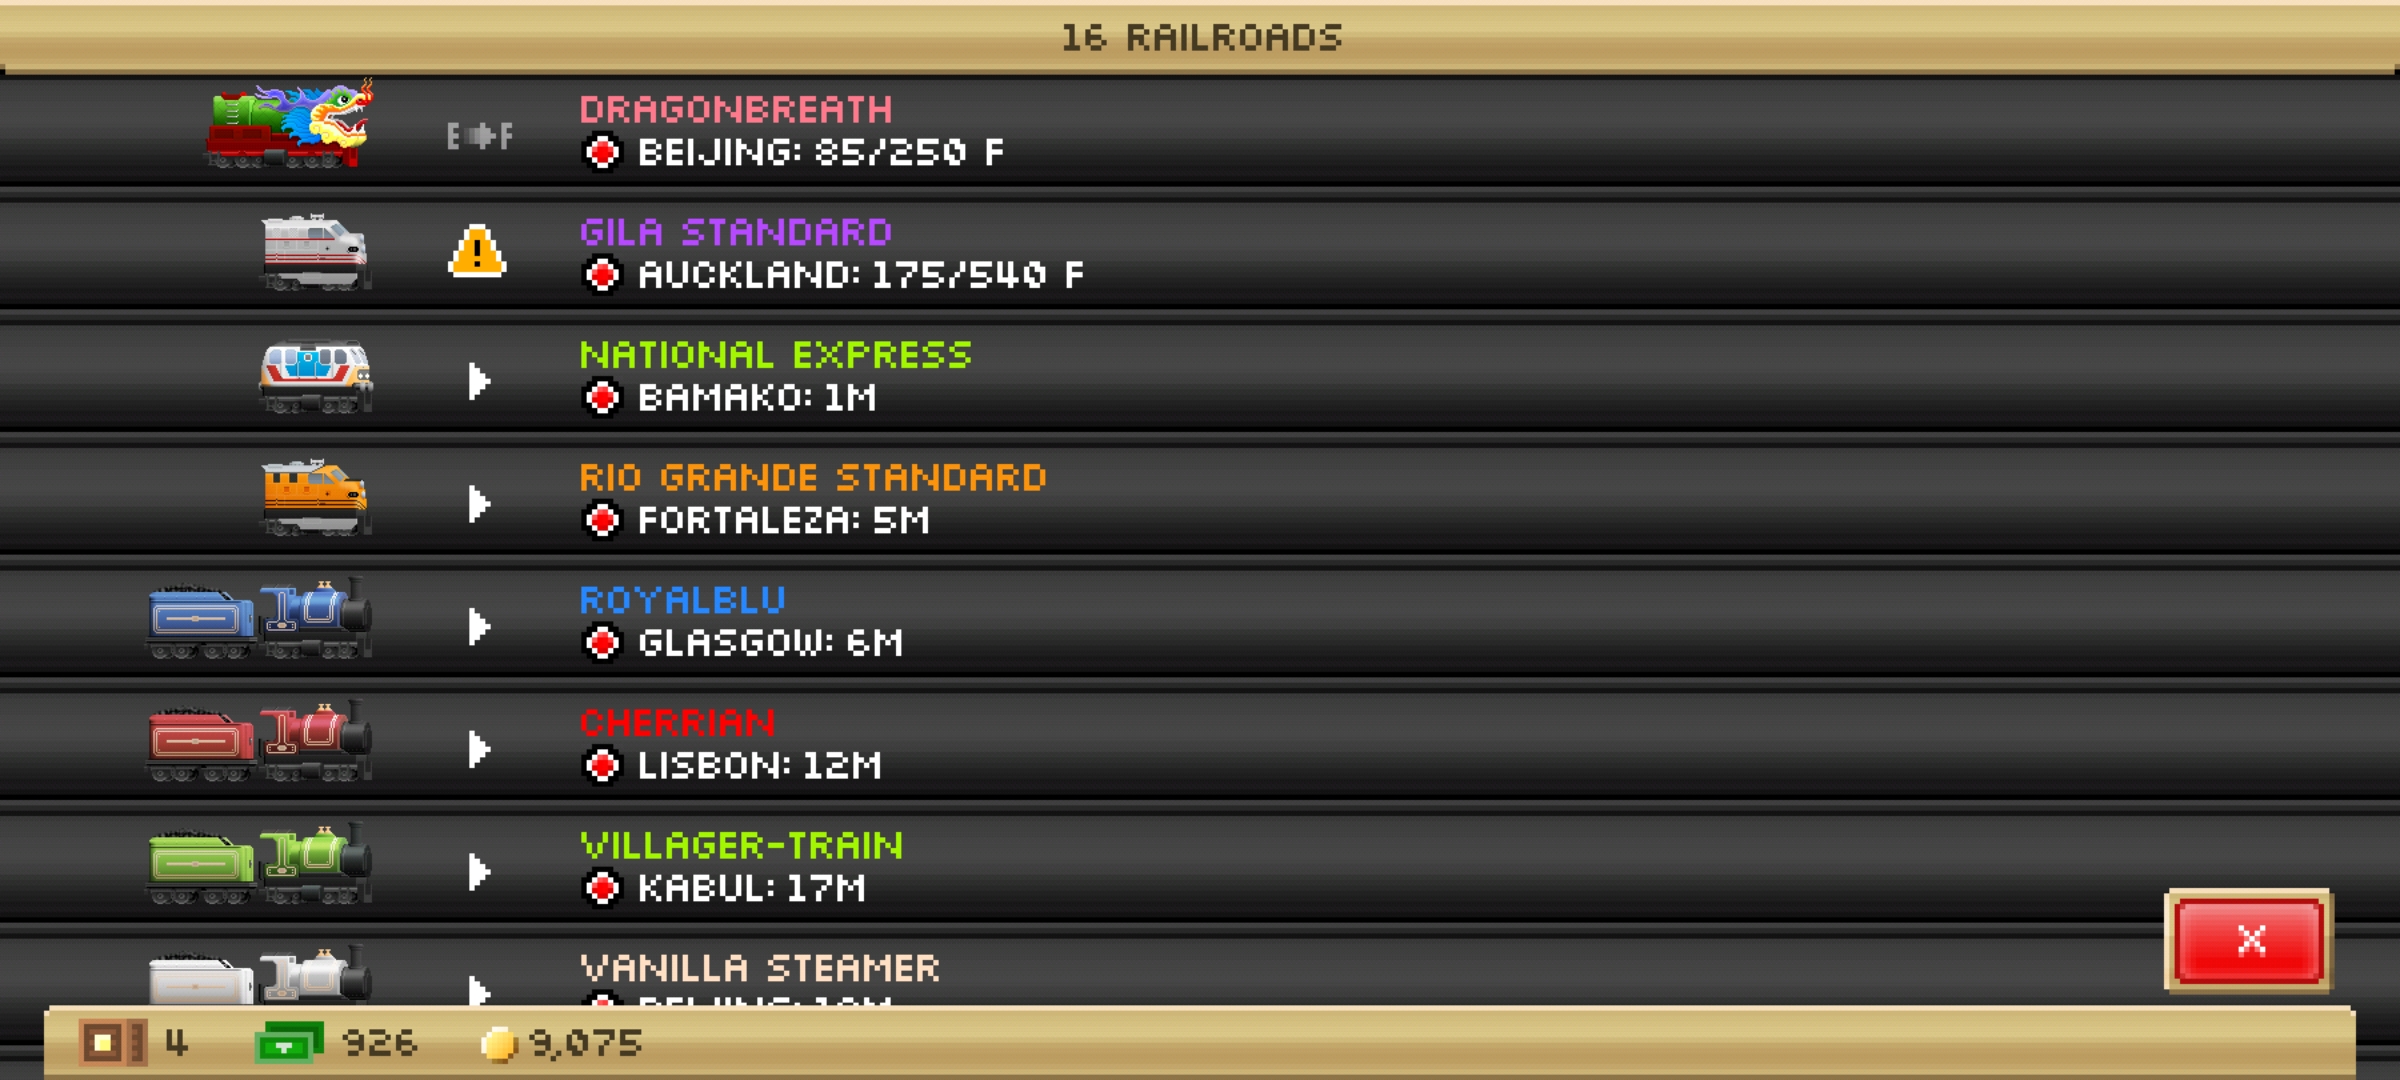 16 RAILROADS
DRAGONBREATH
E F
BEIJING: 85/250 F
GILA STANDARD
!
AUCKLAND: 175/540 F
NATIONAL EXPRESS
BAMAKO: 1M
RIO GRANDE STANDARD
FORTALEZA: 5M
ROYALBLU
GLASGOW: 6M
CHERRIAN
LISBON: 12M
VILLAGER-TRAIN
KABUL: 17M
X
VANILLA STEAMER
4 926 9,075